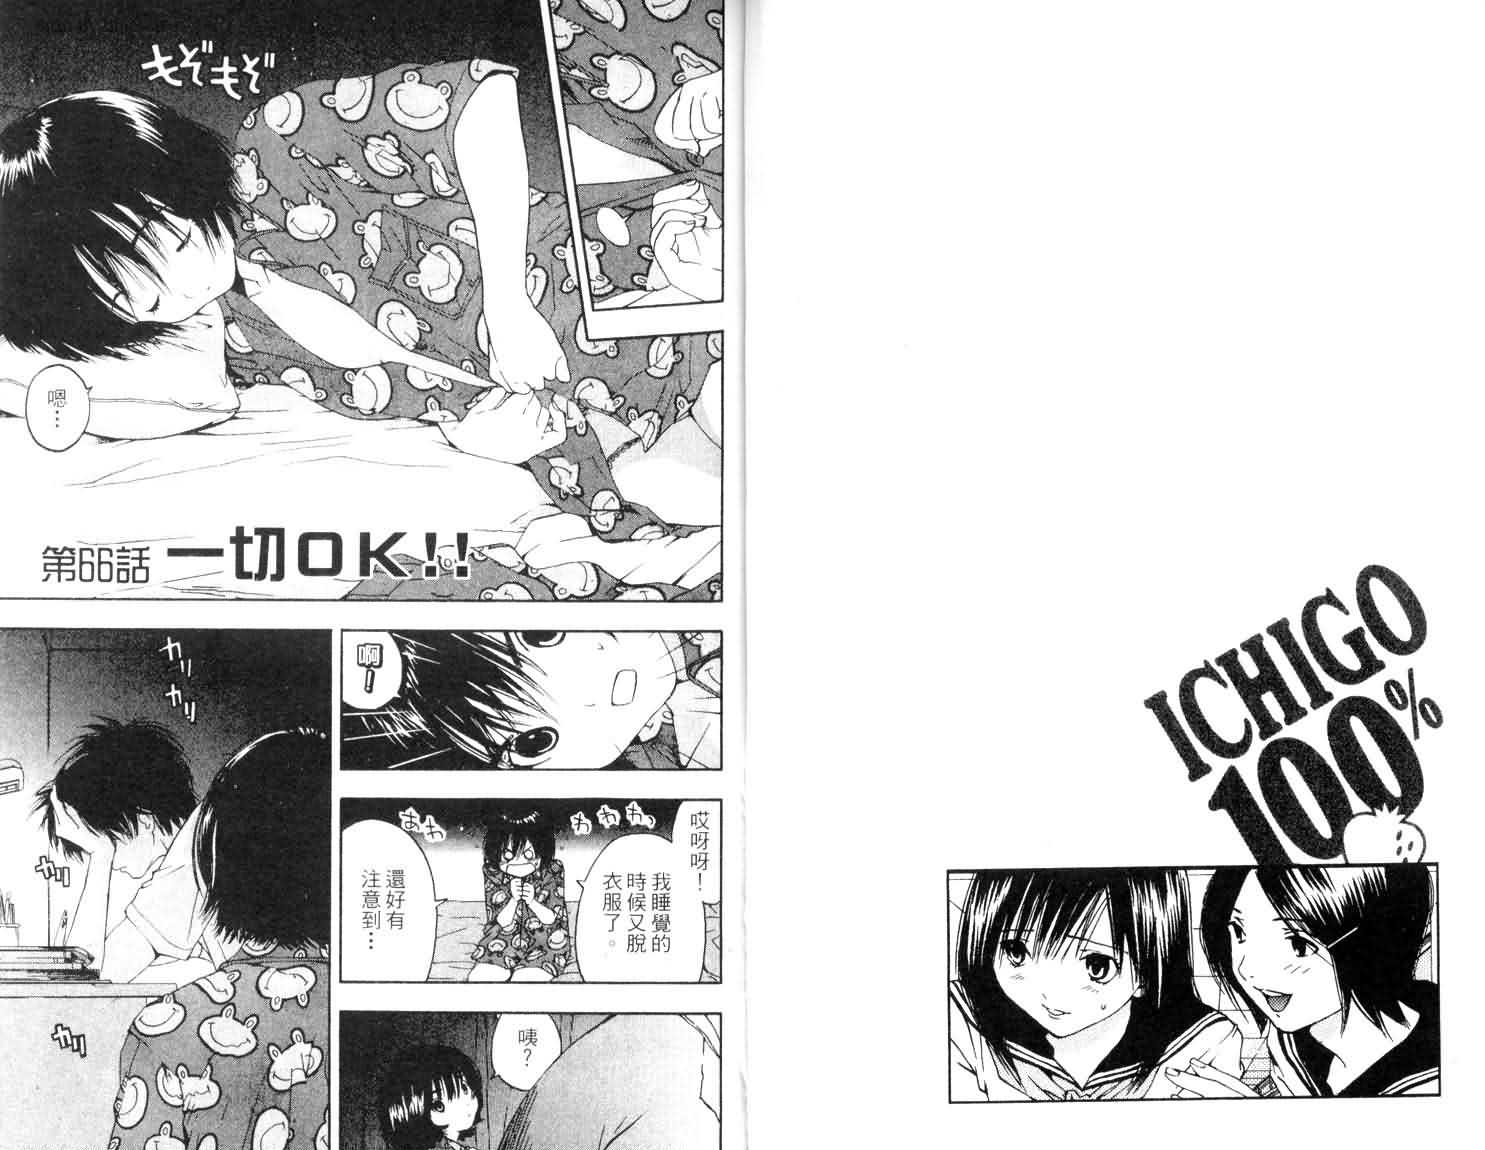 ICHIGO
100%
もぞもぞ
嗯…
第66話 一切OK!!
啊！
哎呀呀！
我睡覺的
時候又脫
衣服了。
わわわっ
あわ
還好有
注意到…
咦？
カリ
カリ
カリ
カリ